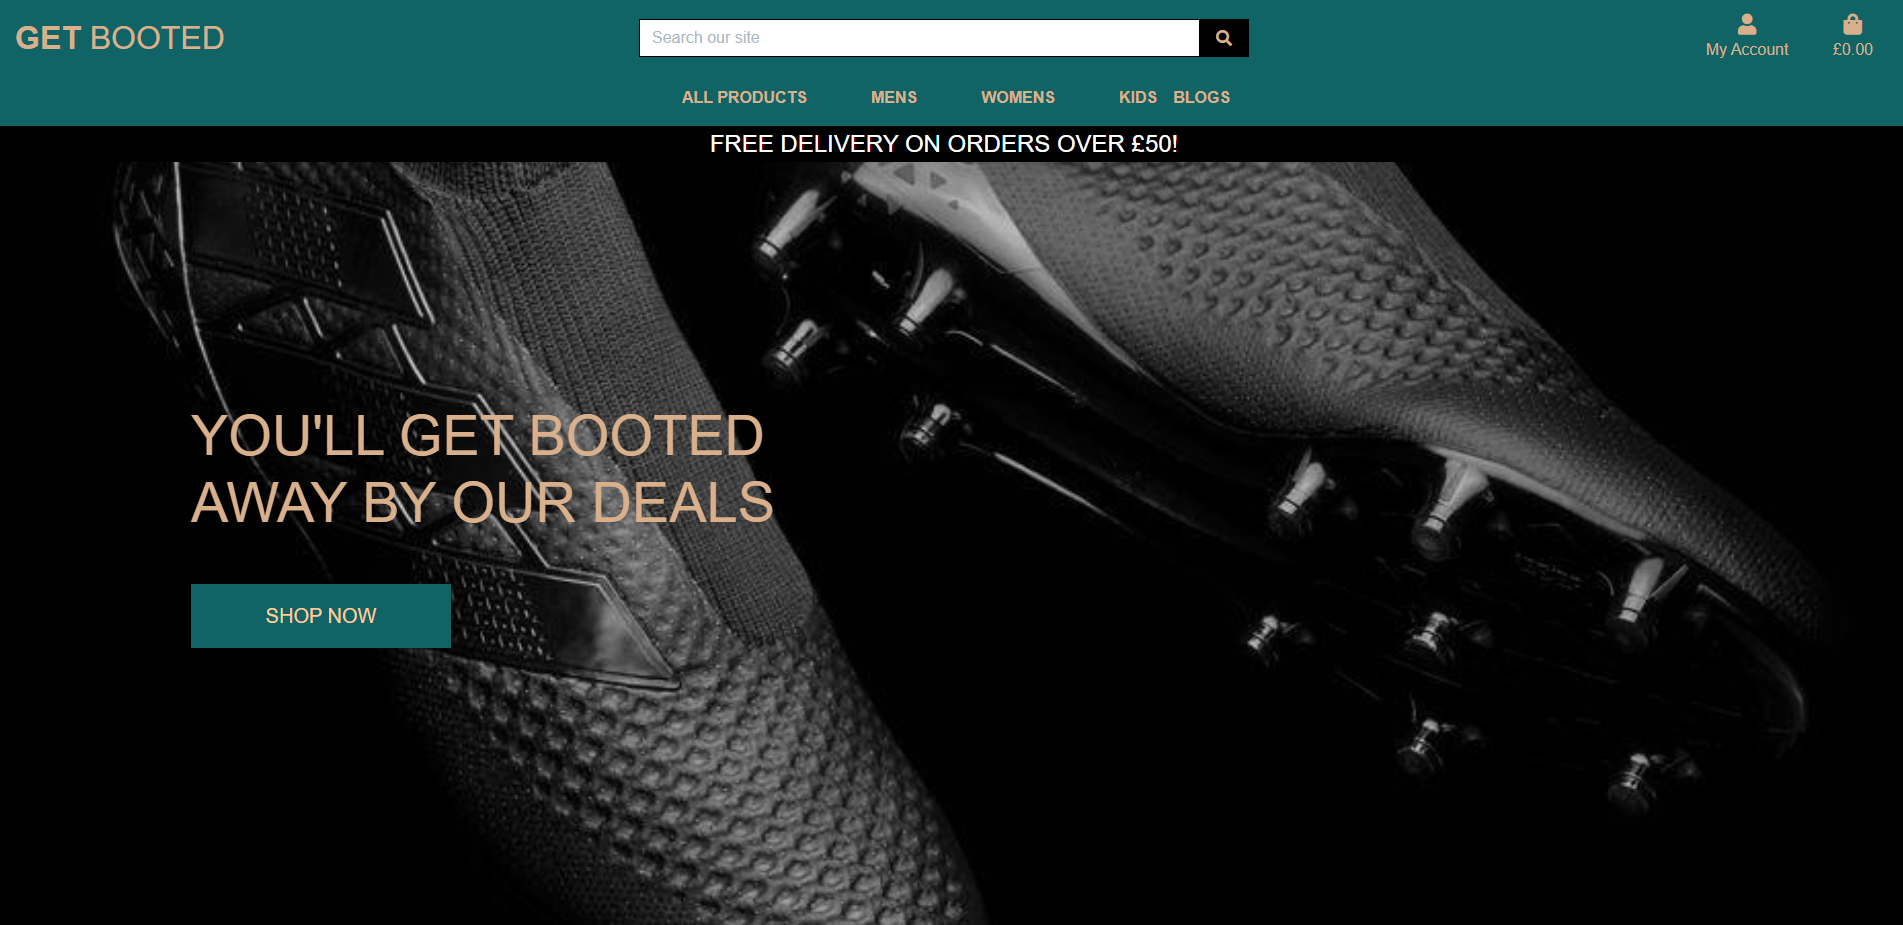 GET BOOTED
Search our site
My Account
£0.00
ALL PRODUCTS MENS WOMENS KIDS BLOGS
FREE DELIVERY ON ORDERS OVER £50!
YOU'LL GET BOOTED
AWAY BY OUR DEALS
SHOP NOW